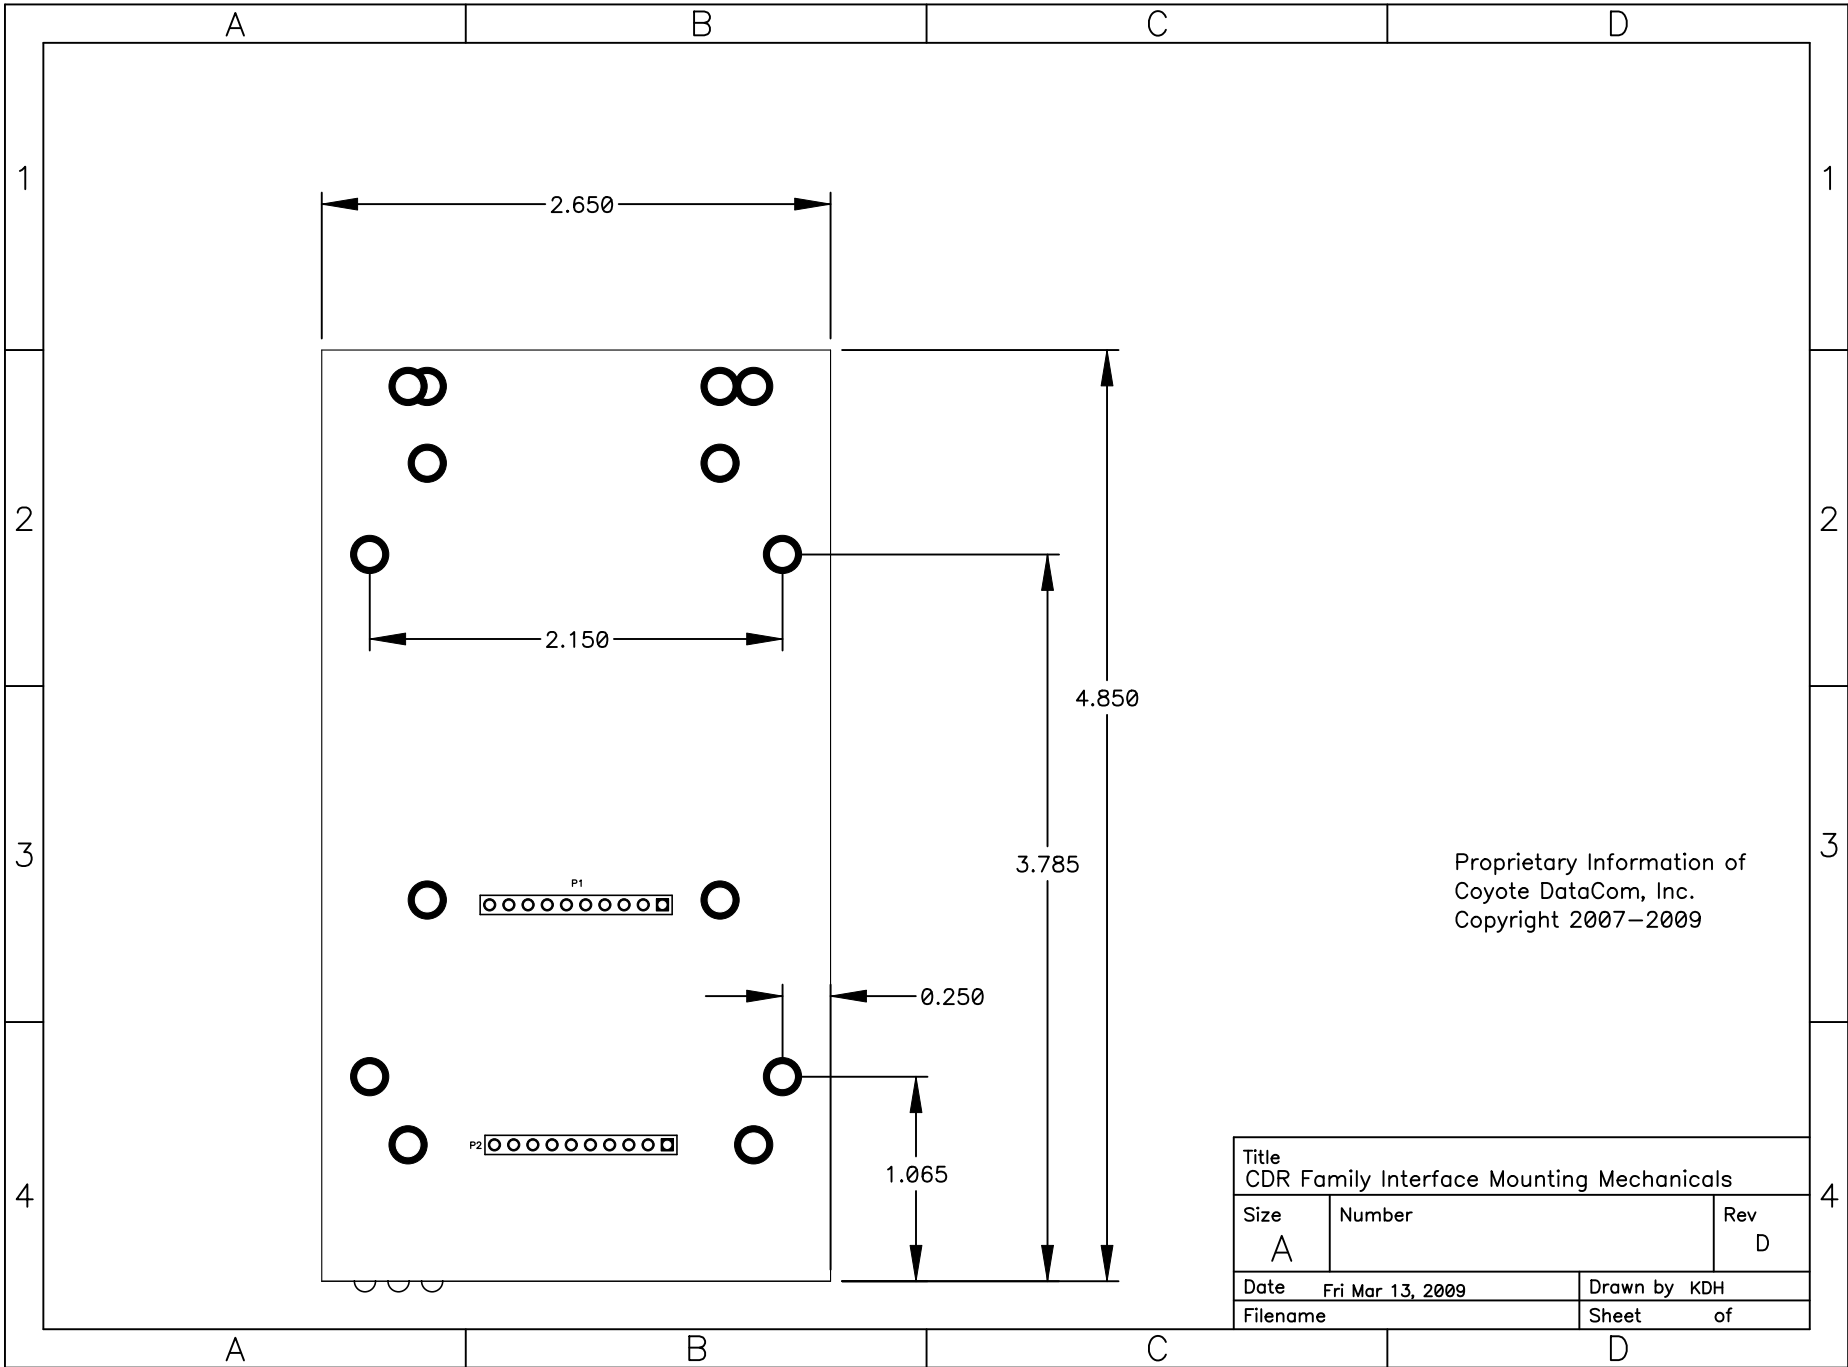 A B C D
1 1
2.650
2 2
2.150
4.850
3 3
3.785
Proprietary Information of
Coyote DataCom, Inc.
Copyright 2007-2009
P1
0.250
P2
1.065
4 4
Title
CDR Family Interface Mounting Mechanicals
Size Number Rev
A D
Date Fri Mar 13, 2009 Drawn by KDH
Filename Sheet of
A B C D